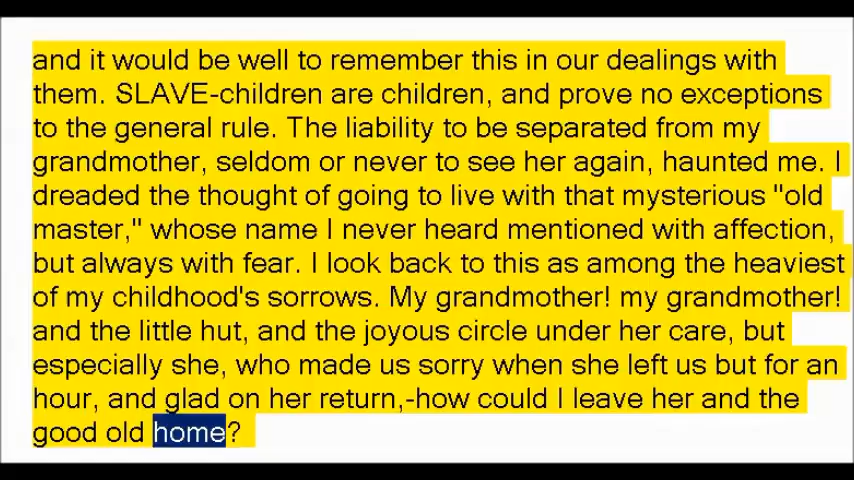 and it would be well to remember this in our dealings with
them. SLAVE-children are children, and prove no exceptions
to the general rule. The liability to be separated from my
grandmother, seldom or never to see her again, haunted me. I
dreaded the thought of going to live with that mysterious "old
master," whose name I never heard mentioned with affection,
but always with fear. I look back to this as among the heaviest
of my childhood's sorrows. My grandmother! my grandmother!
and the little hut, and the joyous circle under her care, but
especially she, who made us sorry when she left us but for an
hour, and glad on her return,-how could I leave her and the
good old home?